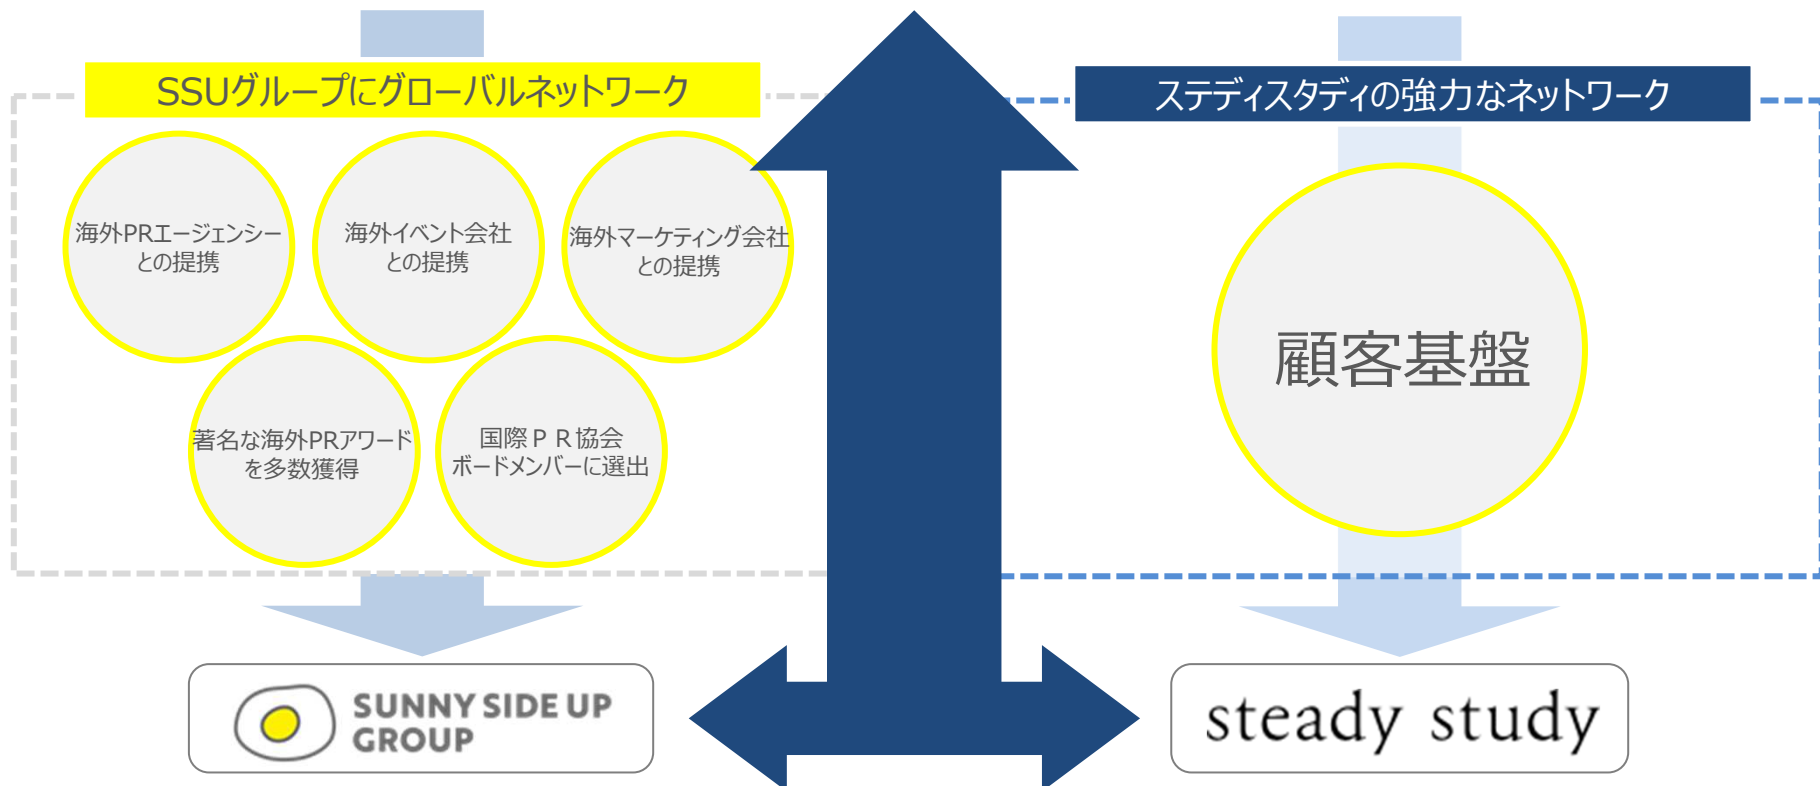 SSUグループにグローバルネットワーク
海外PRエージェンシー
との提携
海外イベント会社
との提携
海外マーケティング会社
との提携
著名な海外PRアワード
を多数獲得
国際ＰＲ協会
ボードメンバーに選出
SUNNY SIDE UP
GROUP
ステディスタディの強力なネットワーク
顧客基盤
steady study